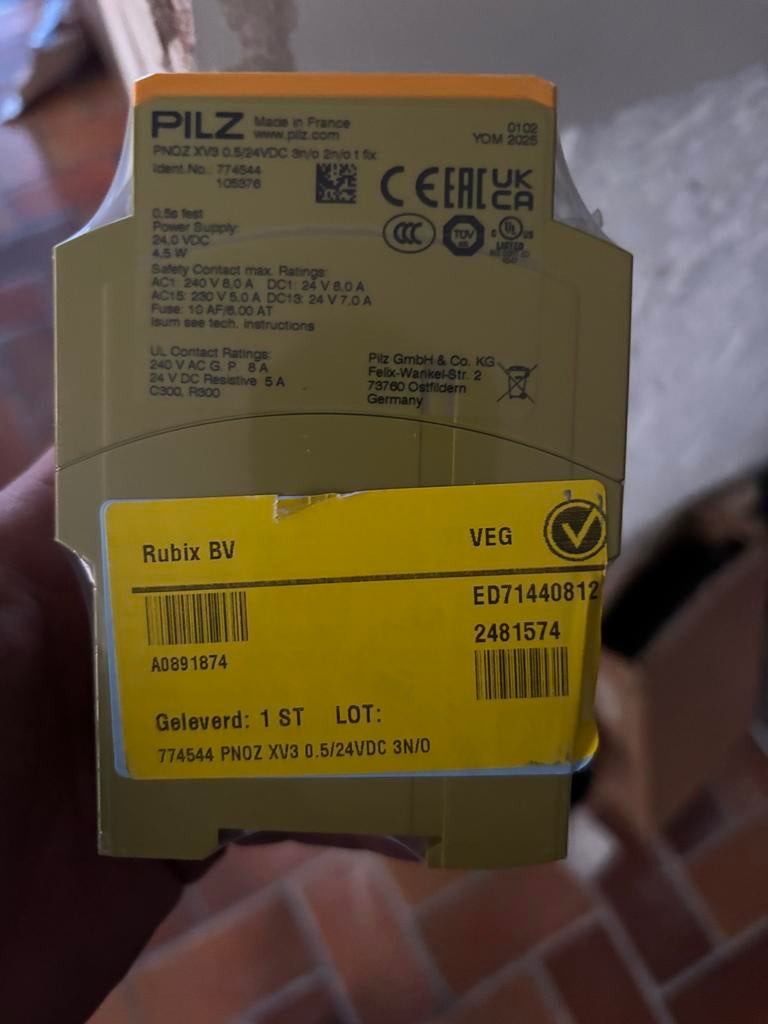 PILZ
Made in France
www.pilz.com
0102
YOM 2025
PNOZ XV3 0.5/24VDC 3n/o 2n/o t fix
Ident.No.: 774544
105376
CE EAC UK CA
CCC TÜV C UL US
LISTED
0,5s fest
Power Supply:
24,0 VDC
4,5 W
Safety Contact max. Ratings:
AC1: 240 V 8,0 A DC1: 24 V 8,0 A
AC15: 230 V 5,0 A DC13: 24 V 7,0 A
Fuse: 10 AF/6,00 AT
Isum see tech. instructions
UL Contact Ratings:
240 V AC G. P. 8 A
24 V DC Resistive 5 A
C300, R300
Pilz GmbH & Co. KG
Felix-Wankel-Str. 2
73760 Ostfildern
Germany
Rubix BV
VEG
ED71440812
2481574
A0891874
Geleverd: 1 ST LOT:
774544 PNOZ XV3 0.5/24VDC 3N/O